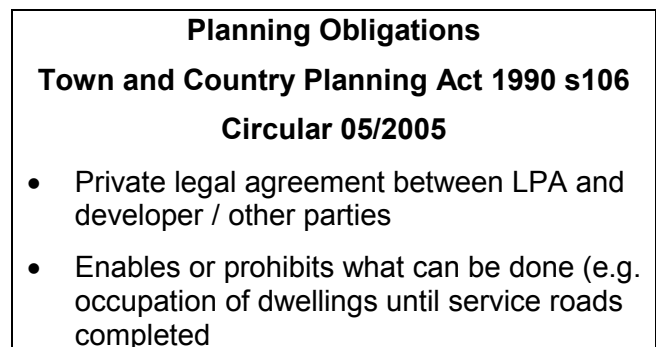 Planning Obligations
Town and Country Planning Act 1990 s106
Circular 05/2005
• Private legal agreement between LPA and
developer / other parties
• Enables or prohibits what can be done (e.g.
occupation of dwellings until service roads
completed